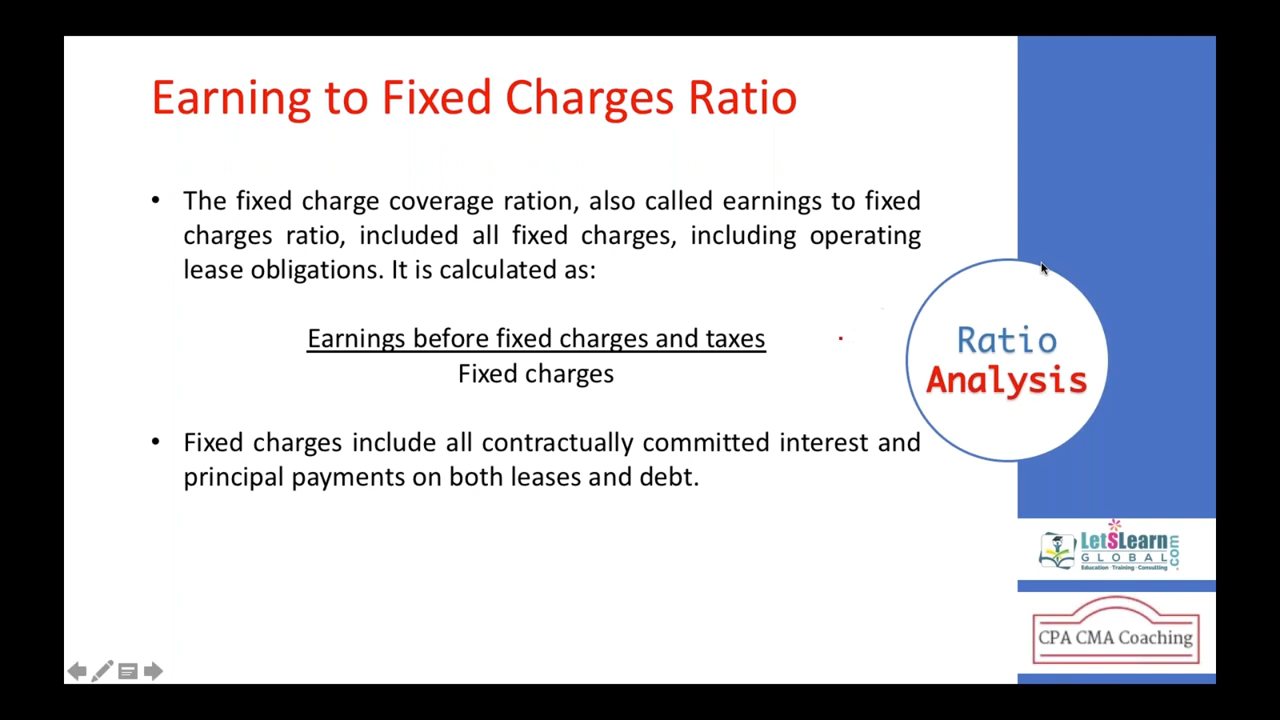 Earning to Fixed Charges Ratio
• The fixed charge coverage ration, also called earnings to fixed
charges ratio, included all fixed charges, including operating
lease obligations. It is calculated as:
Earnings before fixed charges and taxes
Fixed charges
• Fixed charges include all contractually committed interest and
principal payments on both leases and debt.
Ratio
Analysis
LetSLearn
GLOBAL
.com
Education · Training · Consulting
CPA CMA Coaching